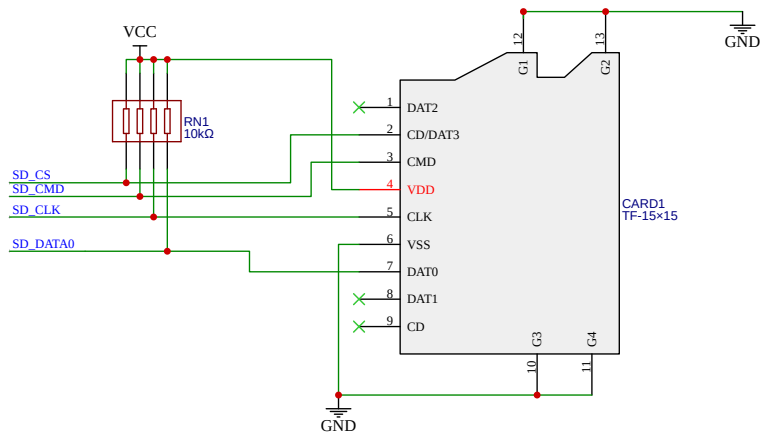 VCC
12
13
G1
G2
GND
RN1
10kΩ
1 DAT2
2 CD/DAT3
3 CMD
4 VDD
5 CLK
6 VSS
7 DAT0
8 DAT1
9 CD
SD_CS
SD_CMD
SD_CLK
SD_DATA0
CARD1
TF-15×15
G3
G4
10
11
GND